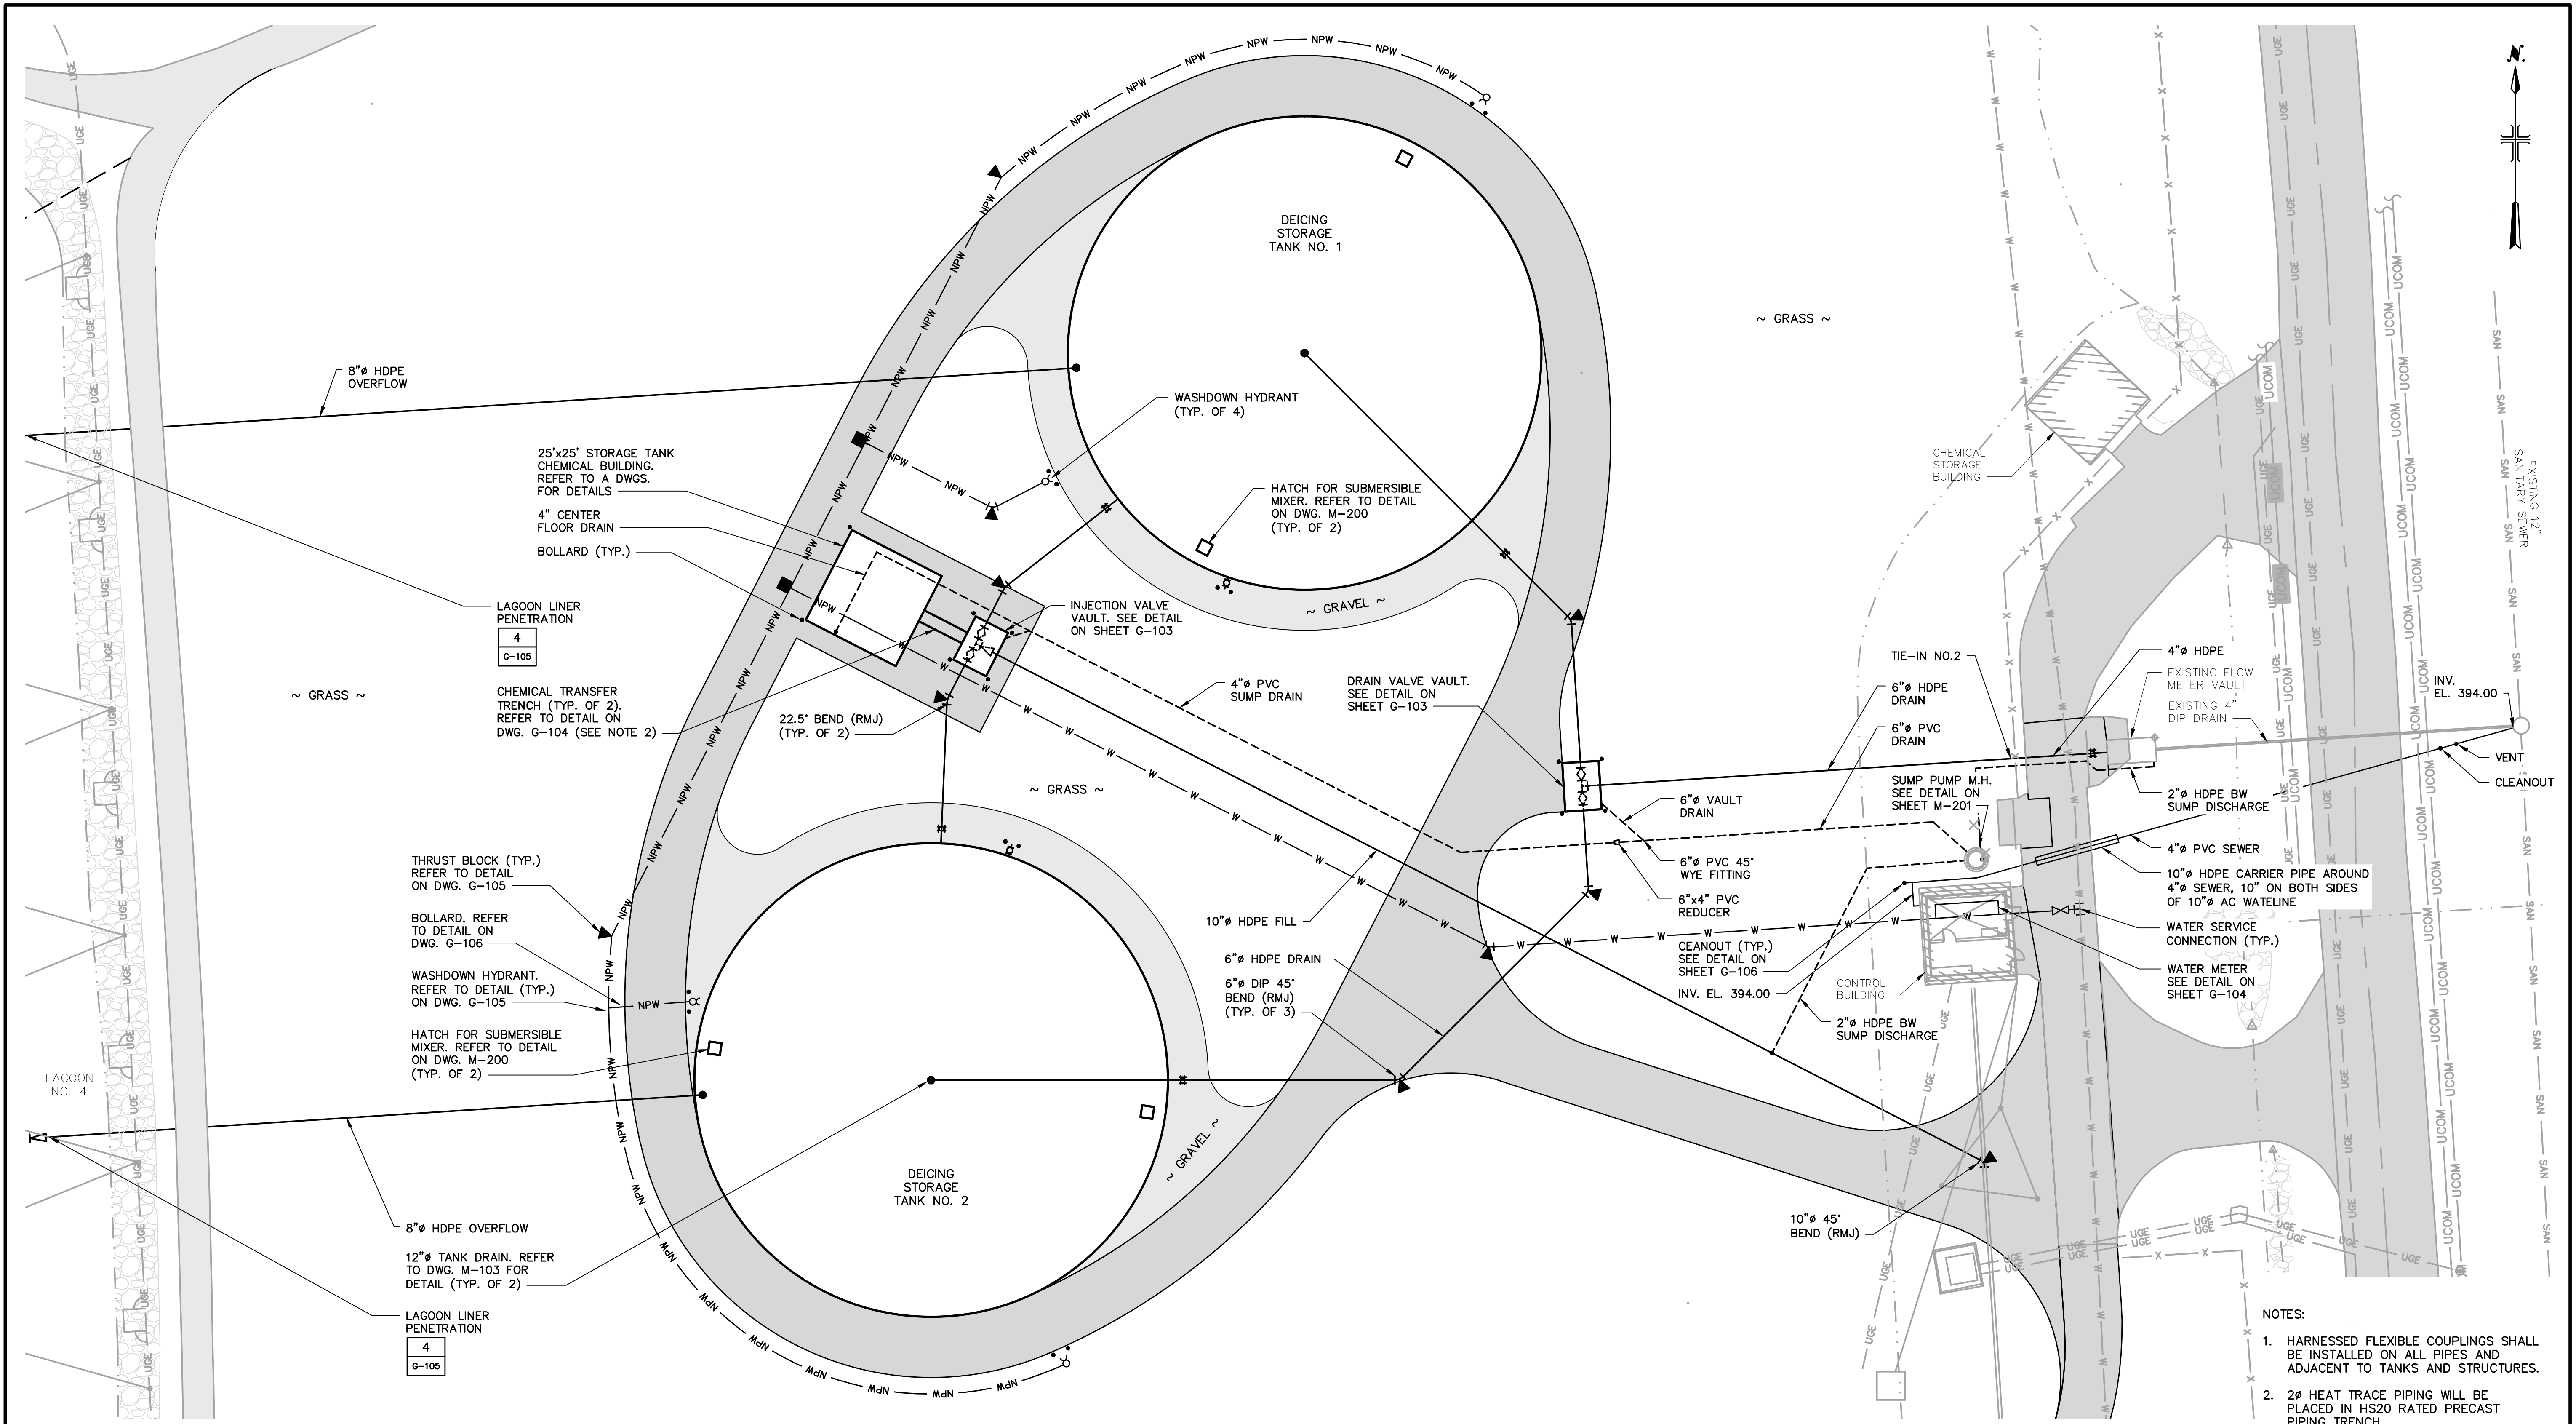 N.
DEICING
STORAGE
TANK NO. 1
~ GRASS ~
8"ø HDPE
OVERFLOW
WASHDOWN HYDRANT
(TYP. OF 4)
25'x25' STORAGE TANK
CHEMICAL BUILDING.
REFER TO A DWGS.
FOR DETAILS
4" CENTER
FLOOR DRAIN
BOLLARD (TYP.)
HATCH FOR SUBMERSIBLE
MIXER. REFER TO DETAIL
ON DWG. M-200
(TYP. OF 2)
CHEMICAL
STORAGE
BUILDING
EXISTING 12"
SANITARY SEWER
LAGOON LINER
PENETRATION
4
G-105
INJECTION VALVE
VAULT. SEE DETAIL
ON SHEET G-103
~ GRAVEL ~
~ GRASS ~
CHEMICAL TRANSFER
TRENCH (TYP. OF 2).
REFER TO DETAIL ON
DWG. G-104 (SEE NOTE 2)
22.5° BEND (RMJ)
(TYP. OF 2)
4"ø PVC
SUMP DRAIN
DRAIN VALVE VAULT.
SEE DETAIL ON
SHEET G-103
TIE-IN NO.2
6"ø HDPE
DRAIN
6"ø PVC
DRAIN
4"ø HDPE
EXISTING FLOW
METER VAULT
EXISTING 4"
DIP DRAIN
INV.
EL. 394.00
VENT
CLEANOUT
SUMP PUMP M.H.
SEE DETAIL ON
SHEET M-201
2"ø HDPE BW
SUMP DISCHARGE
~ GRASS ~
6"ø VAULT
DRAIN
6"ø PVC 45°
WYE FITTING
6"x4" PVC
REDUCER
4"ø PVC SEWER
10"ø HDPE CARRIER PIPE AROUND
4"ø SEWER, 10" ON BOTH SIDES
OF 10"ø AC WATELINE
THRUST BLOCK (TYP.)
REFER TO DETAIL
ON DWG. G-105
BOLLARD. REFER
TO DETAIL ON
DWG. G-106
WASHDOWN HYDRANT.
REFER TO DETAIL (TYP.)
ON DWG. G-105
HATCH FOR SUBMERSIBLE
MIXER. REFER TO DETAIL
ON DWG. M-200
(TYP. OF 2)
10"ø HDPE FILL
6"ø HDPE DRAIN
6"ø DIP 45°
BEND (RMJ)
(TYP. OF 3)
CEANOUT (TYP.)
SEE DETAIL ON
SHEET G-106
INV. EL. 394.00
WATER SERVICE
CONNECTION (TYP.)
WATER METER
SEE DETAIL ON
SHEET G-104
CONTROL
BUILDING
2"ø HDPE BW
SUMP DISCHARGE
LAGOON
NO. 4
~ GRAVEL ~
DEICING
STORAGE
TANK NO. 2
8"ø HDPE OVERFLOW
12"ø TANK DRAIN. REFER
TO DWG. M-103 FOR
DETAIL (TYP. OF 2)
LAGOON LINER
PENETRATION
4
G-105
10"ø 45°
BEND (RMJ)
NPW
W
UGE
UCOM
SAN
X
NOTES:
1. HARNESSED FLEXIBLE COUPLINGS SHALL
BE INSTALLED ON ALL PIPES AND
ADJACENT TO TANKS AND STRUCTURES.
2. 2ø HEAT TRACE PIPING WILL BE
PLACED IN HS20 RATED PRECAST
PIPING TRENCH